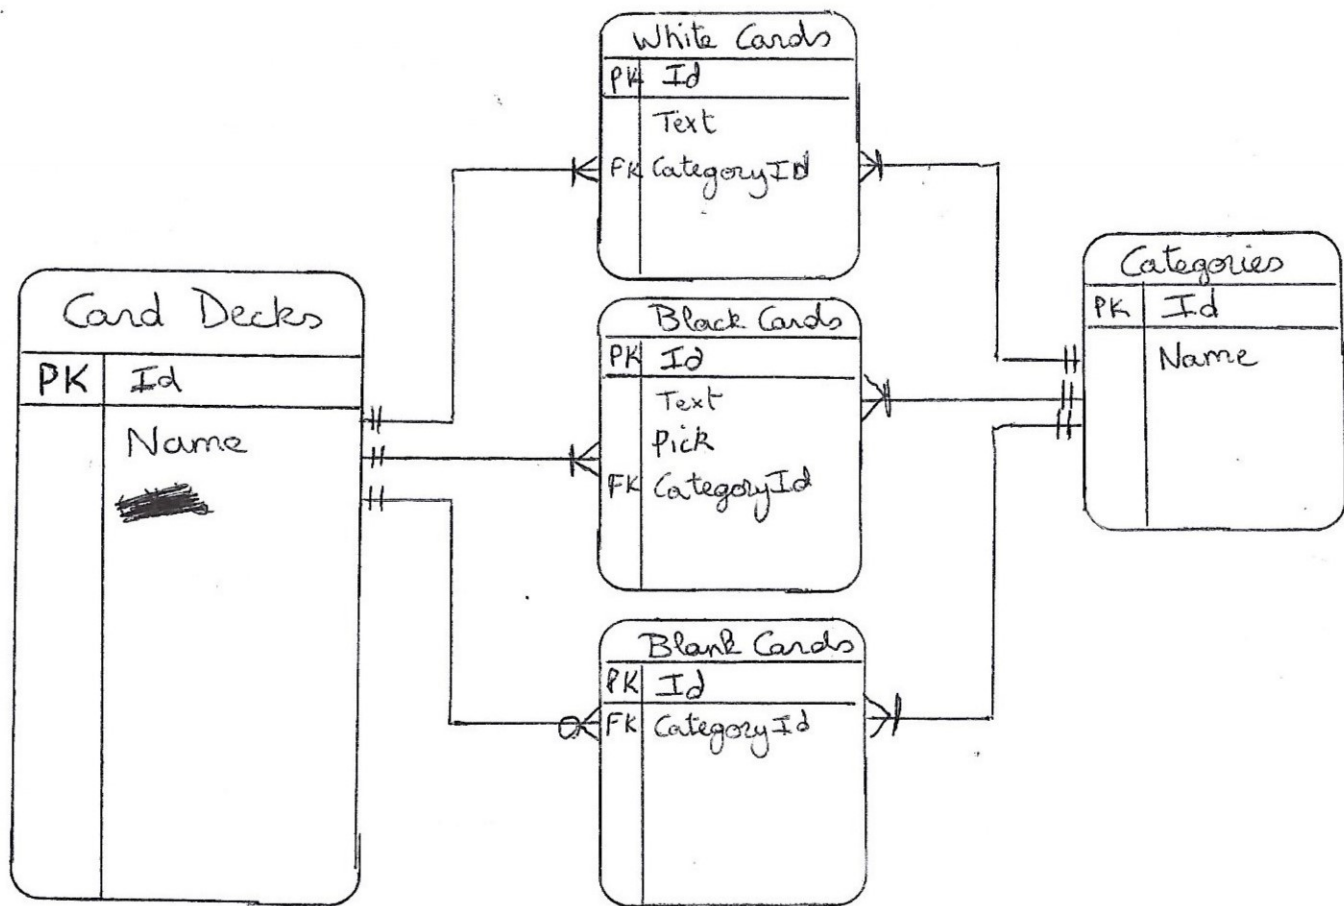 White Cards
PK Id
Text
FK CategoryId
Card Decks
PK Id
Name
Black Cards
PK Id
Text
Pick
FK CategoryId
Blank Cards
PK Id
FK CategoryId
Categories
PK Id
Name